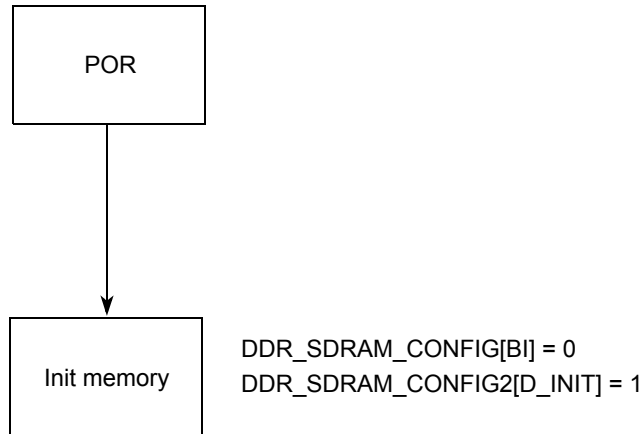 POR
Init memory
DDR_SDRAM_CONFIG[BI] = 0
DDR_SDRAM_CONFIG2[D_INIT] = 1